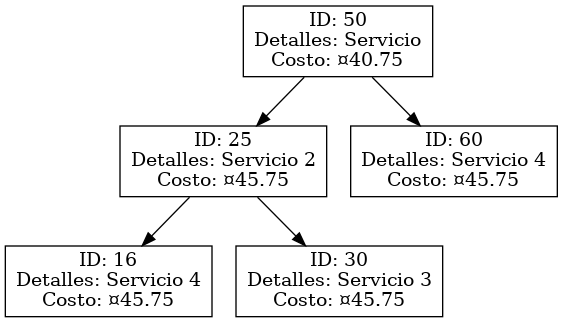 ID: 50
Detalles: Servicio
Costo: ¤40.75
ID: 25
Detalles: Servicio 2
Costo: ¤45.75
ID: 60
Detalles: Servicio 4
Costo: ¤45.75
ID: 16
Detalles: Servicio 4
Costo: ¤45.75
ID: 30
Detalles: Servicio 3
Costo: ¤45.75